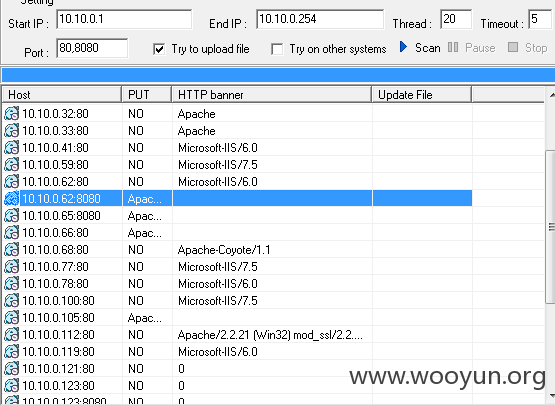 Setting
Start IP : 10.10.0.1 End IP : 10.10.0.254 Thread : 20 Timeout : 5
Port : 80,8080 Try to upload file Try on other systems Scan Pause Stop
Host PUT HTTP banner Update File
10.10.0.32:80 NO Apache
10.10.0.33:80 NO Apache
10.10.0.41:80 NO Microsoft-IIS/6.0
10.10.0.59:80 NO Microsoft-IIS/7.5
10.10.0.62:80 NO Microsoft-IIS/6.0
10.10.0.62:8080 Apac...
10.10.0.65:8080 Apac...
10.10.0.66:80 Apac...
10.10.0.68:80 NO Apache-Coyote/1.1
10.10.0.77:80 NO Microsoft-IIS/7.5
10.10.0.78:80 NO Microsoft-IIS/6.0
10.10.0.100:80 NO Microsoft-IIS/7.5
10.10.0.105:80 Apac...
10.10.0.112:80 NO Apache/2.2.21 (Win32) mod_ssl/2.2....
10.10.0.119:80 NO Microsoft-IIS/6.0
10.10.0.121:80 NO 0
10.10.0.123:80 NO 0
10.10.0.123:8080 NO 0
www.wooyun.org